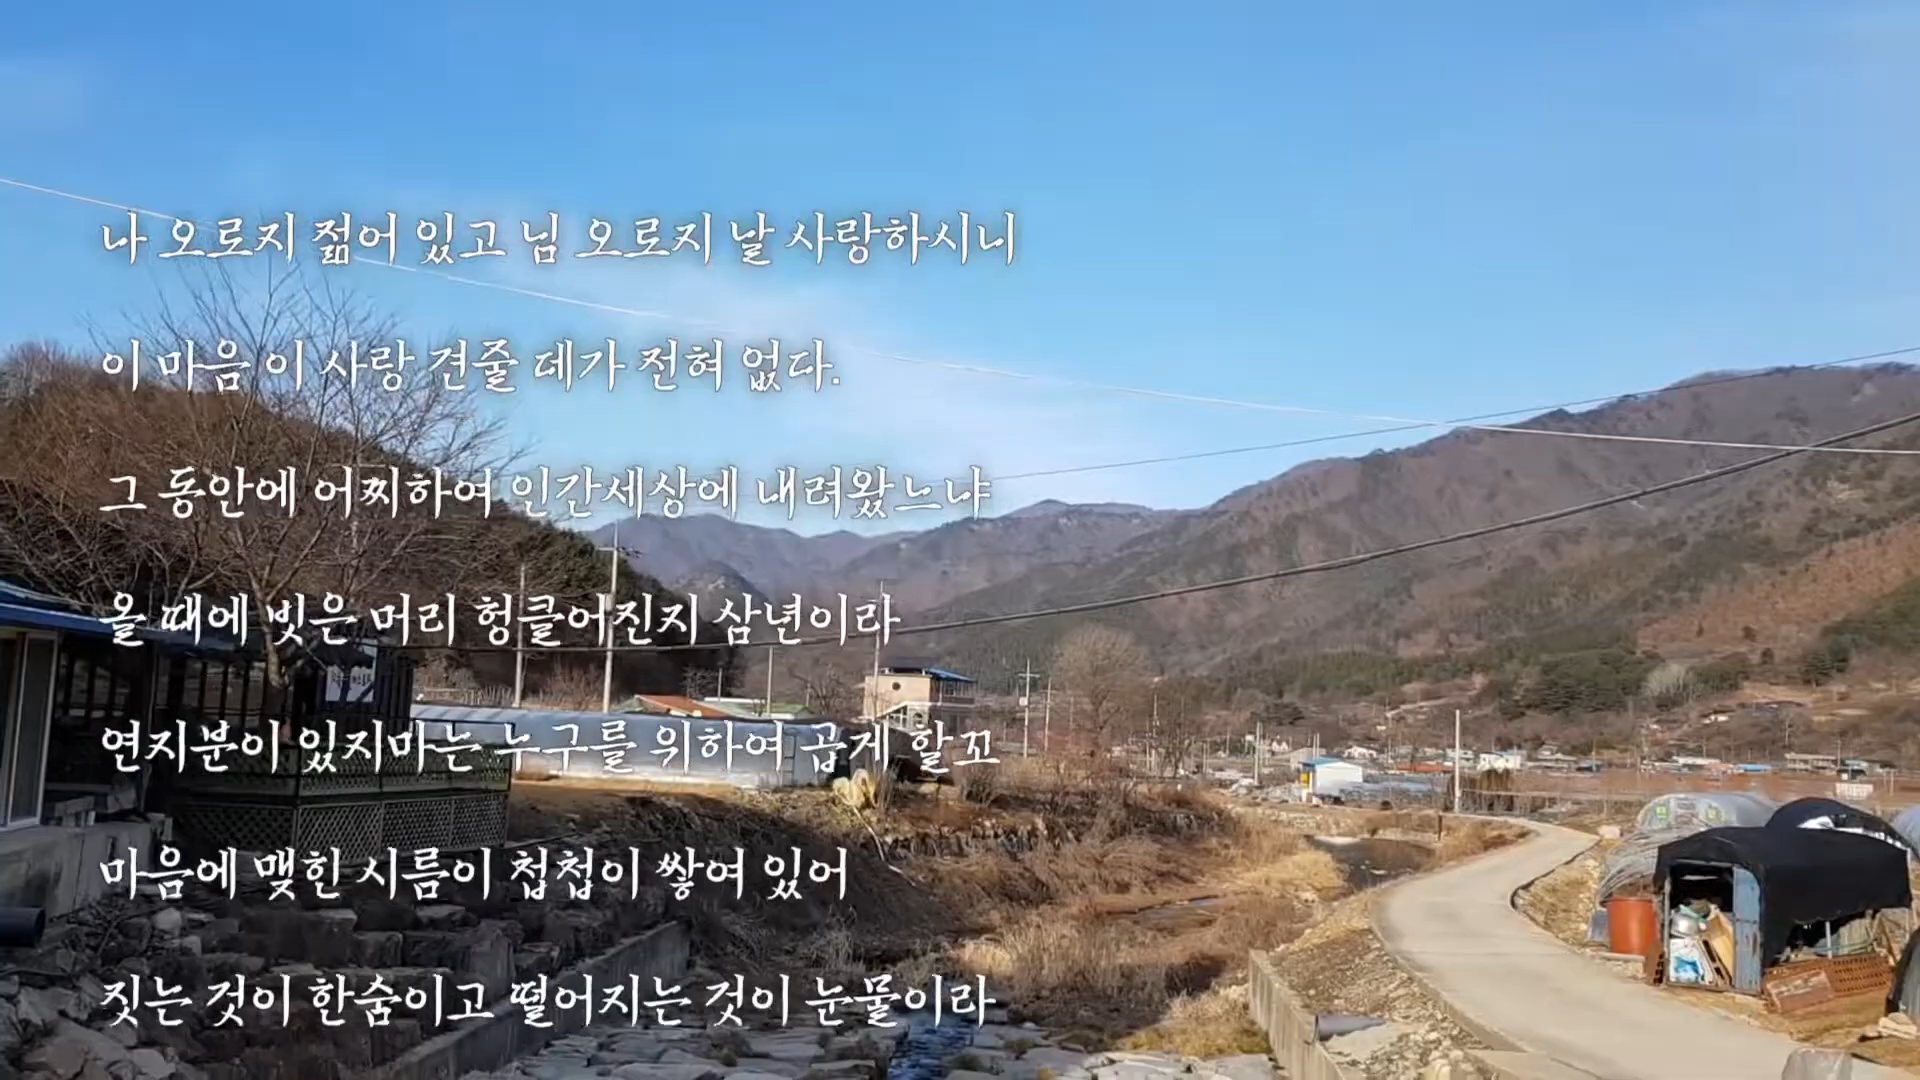 나 오로지 젊어 있고 님 오로지 날 사랑하시니
이 마음 이 사랑 견줄 데가 전혀 없다.
그 동안에 어찌하여 인간세상에 내려왔느냐
올 때에 빗은 머리 헝클어진지 삼년이라
연지분이 있지마는 누구를 위하여 곱게 할꼬
마음에 맺힌 시름이 첩첩이 쌓여 있어
짓는 것이 한숨이고 떨어지는 것이 눈물이라